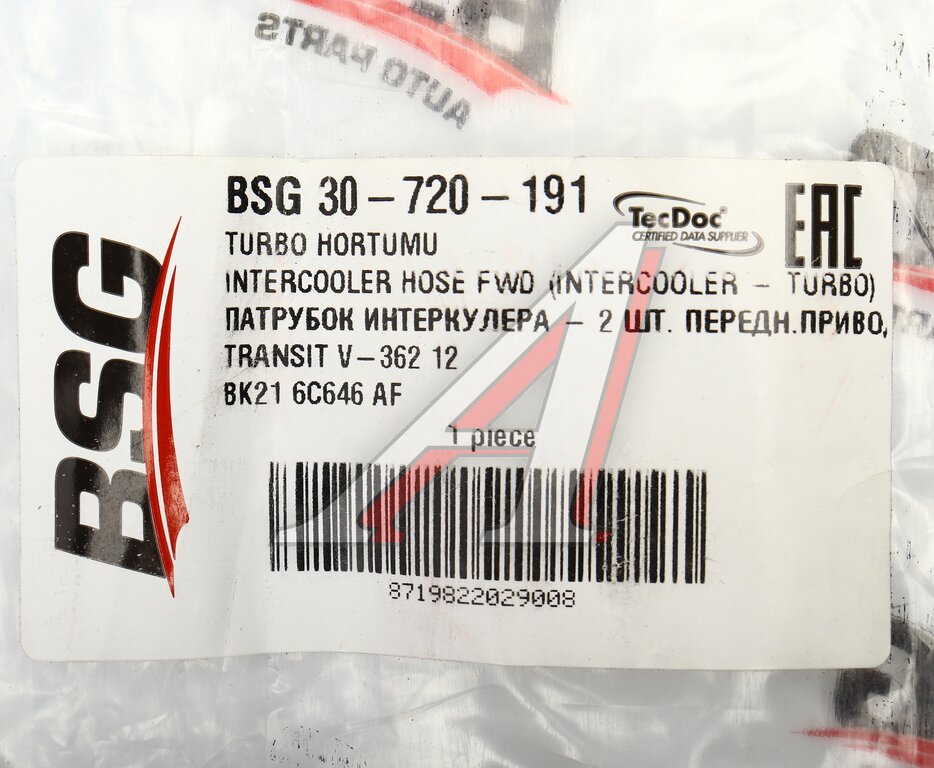 AUTO PARTS
BSG
BSG 30-720-191
TecDoc
CERTIFIED DATA SUPPLIER
EAC
TURBO HORTUMU
INTERCOOLER HOSE FWD (INTERCOOLER - TURBO)
ПАТРУБОК ИНТЕРКУЛЕРА - 2 ШТ. ПЕРЕДН.ПРИВО,
TRANSIT V-362 12
BK21 6C646 AF
1 piece
8719822029008